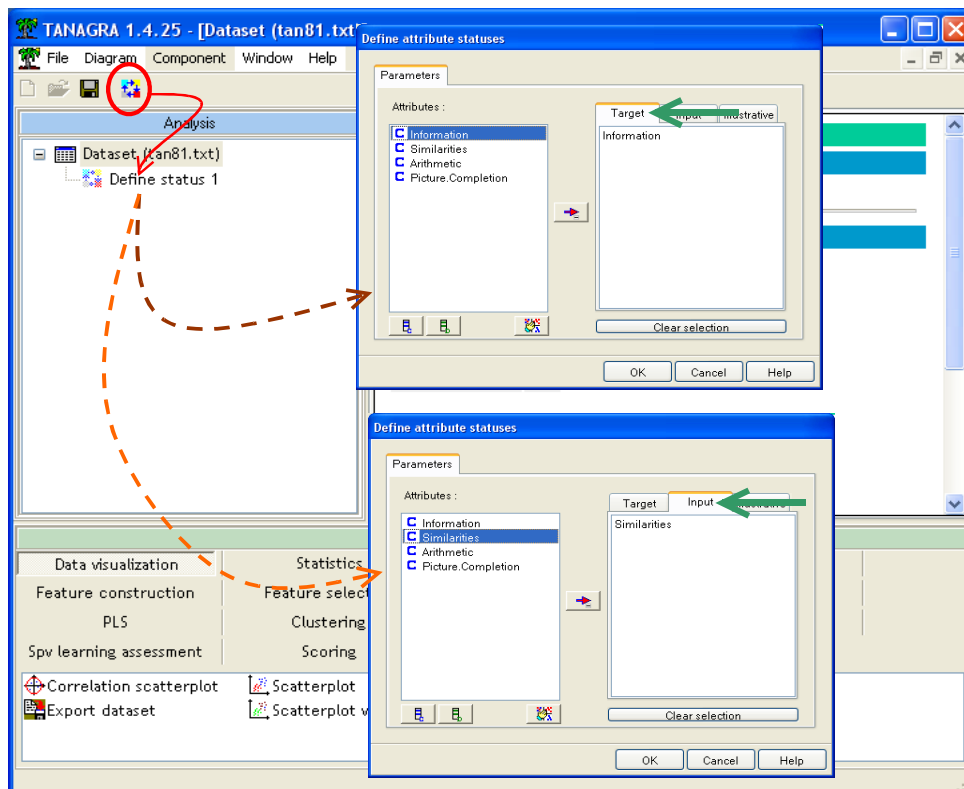 TANAGRA 1.4.25 - [Dataset (tan81.txt
File Diagram Component Window Help
Analysis
Dataset (tan81.txt)
Define status 1
Define attribute statuses
Parameters
Attributes :
Information
Similarities
Arithmetic
Picture.Completion
Target Input Illustrative
Information
Clear selection
OK Cancel Help
Define attribute statuses
Parameters
Attributes :
Information
Similarities
Arithmetic
Picture.Completion
Target Input
Similarities
Clear selection
OK Cancel Help
Data visualization Statistics
Feature construction Feature select
PLS Clustering
Spv learning assessment Scoring
Correlation scatterplot Scatterplot
Export dataset Scatterplot v